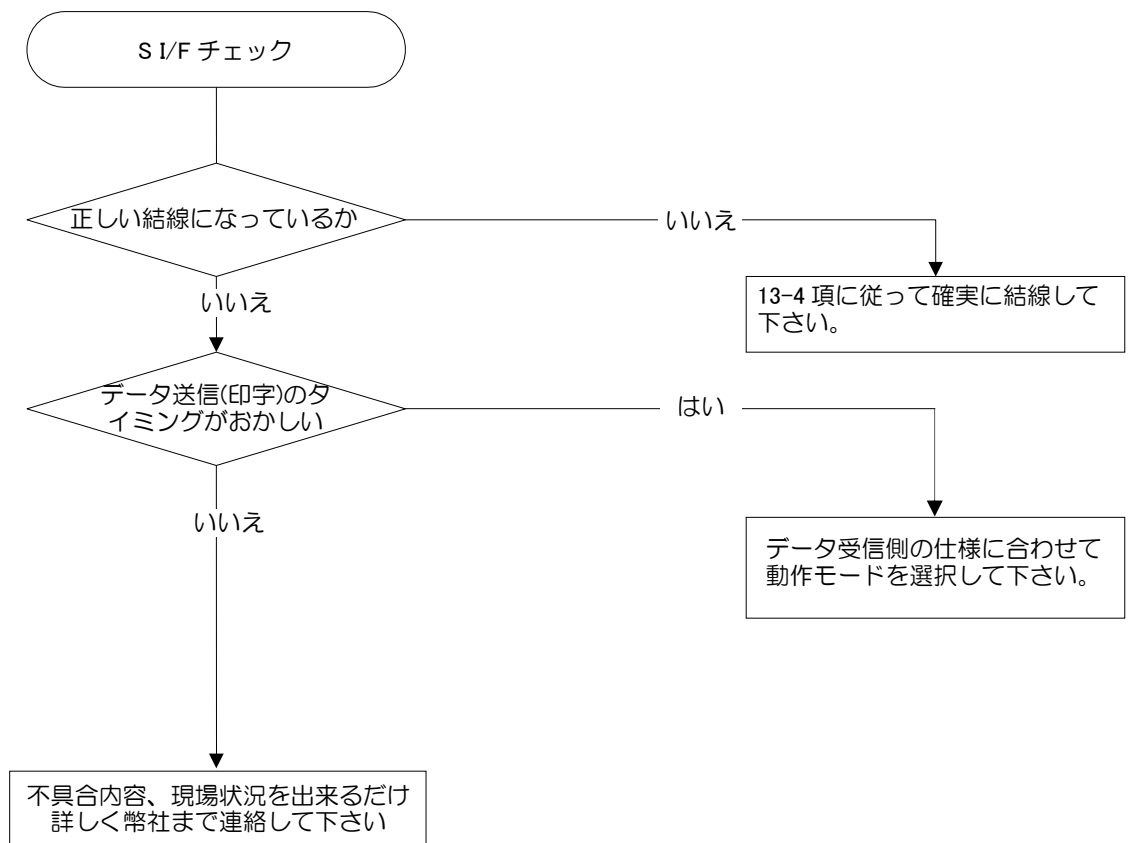 S I/F チェック
正しい結線になっているか
いいえ
13-4 項に従って確実に結線して
下さい。
いいえ
データ送信(印字)のタ
イミングがおかしい
はい
データ受信側の仕様に合わせて
動作モードを選択して下さい。
いいえ
不具合内容、現場状況を出来るだけ
詳しく幣社まで連絡して下さい